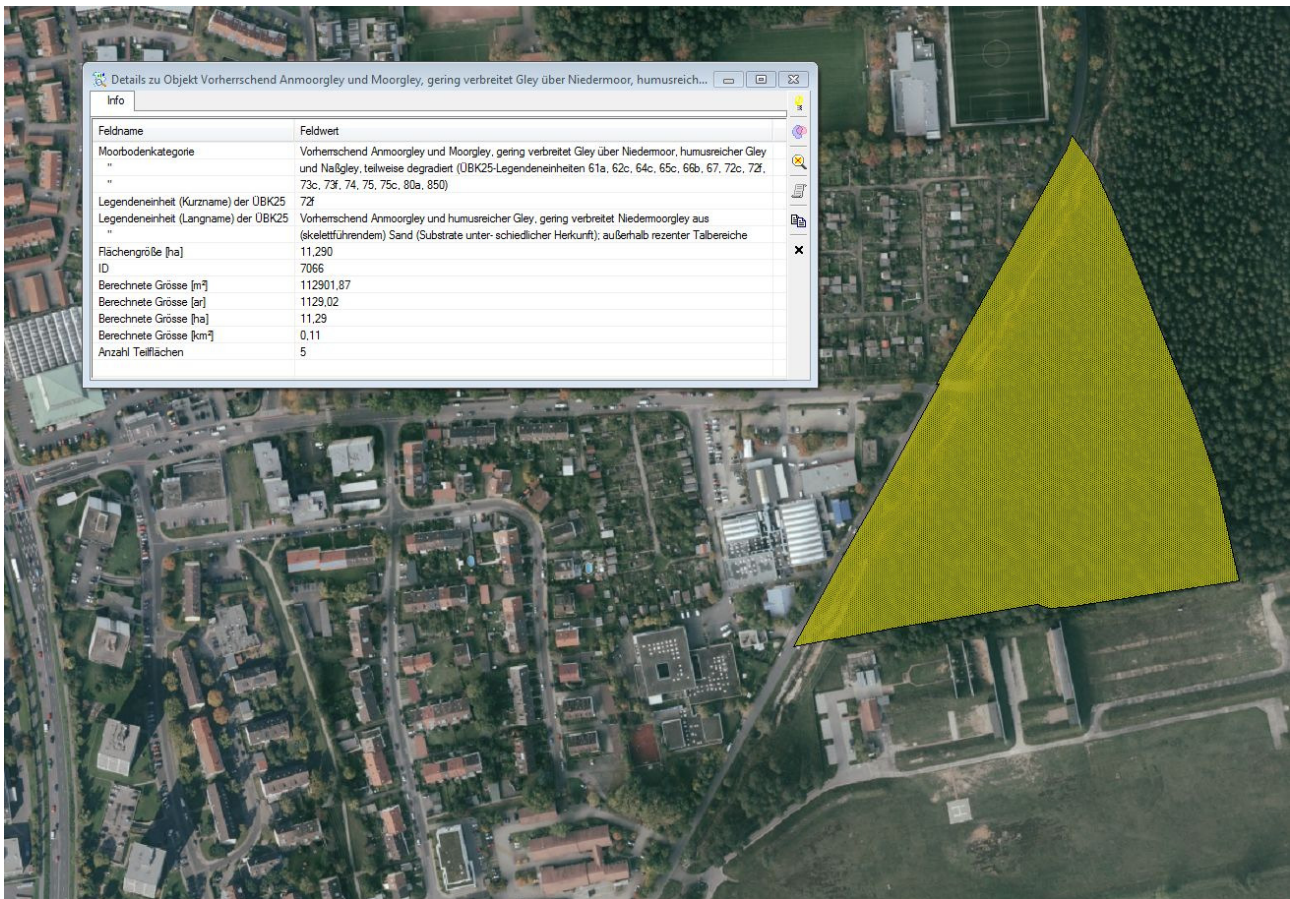 Details zu Objekt Vorherrschend Anmoorgley und Moorgley, gering verbreitet Gley über Niedermoor, humusreich...
Info
Feldname Feldwert
Moorbodenkategorie Vorherrschend Anmoorgley und Moorgley, gering verbreitet Gley über Niedermoor, humusreicher Gley
" und Naßgley, teilweise degradiert (ÜBK25-Legendeneinheiten 61a, 62c, 64c, 65c, 66b, 67, 72c, 72f,
" 73c, 73f, 74, 75, 75c, 80a, 850)
Legendeneinheit (Kurzname) der ÜBK25 72f
Legendeneinheit (Langname) der ÜBK25 Vorherrschend Anmoorgley und humusreicher Gley, gering verbreitet Niedermoorgley aus
" (skelettführendem) Sand (Substrate unter- schiedlicher Herkunft); außerhalb rezenter Talbereiche
Flächengröße [ha] 11,290
ID 7066
Berechnete Grösse [m²] 112901,87
Berechnete Grösse [ar] 1129,02
Berechnete Grösse [ha] 11,29
Berechnete Grösse [km²] 0,11
Anzahl Teilflächen 5
H